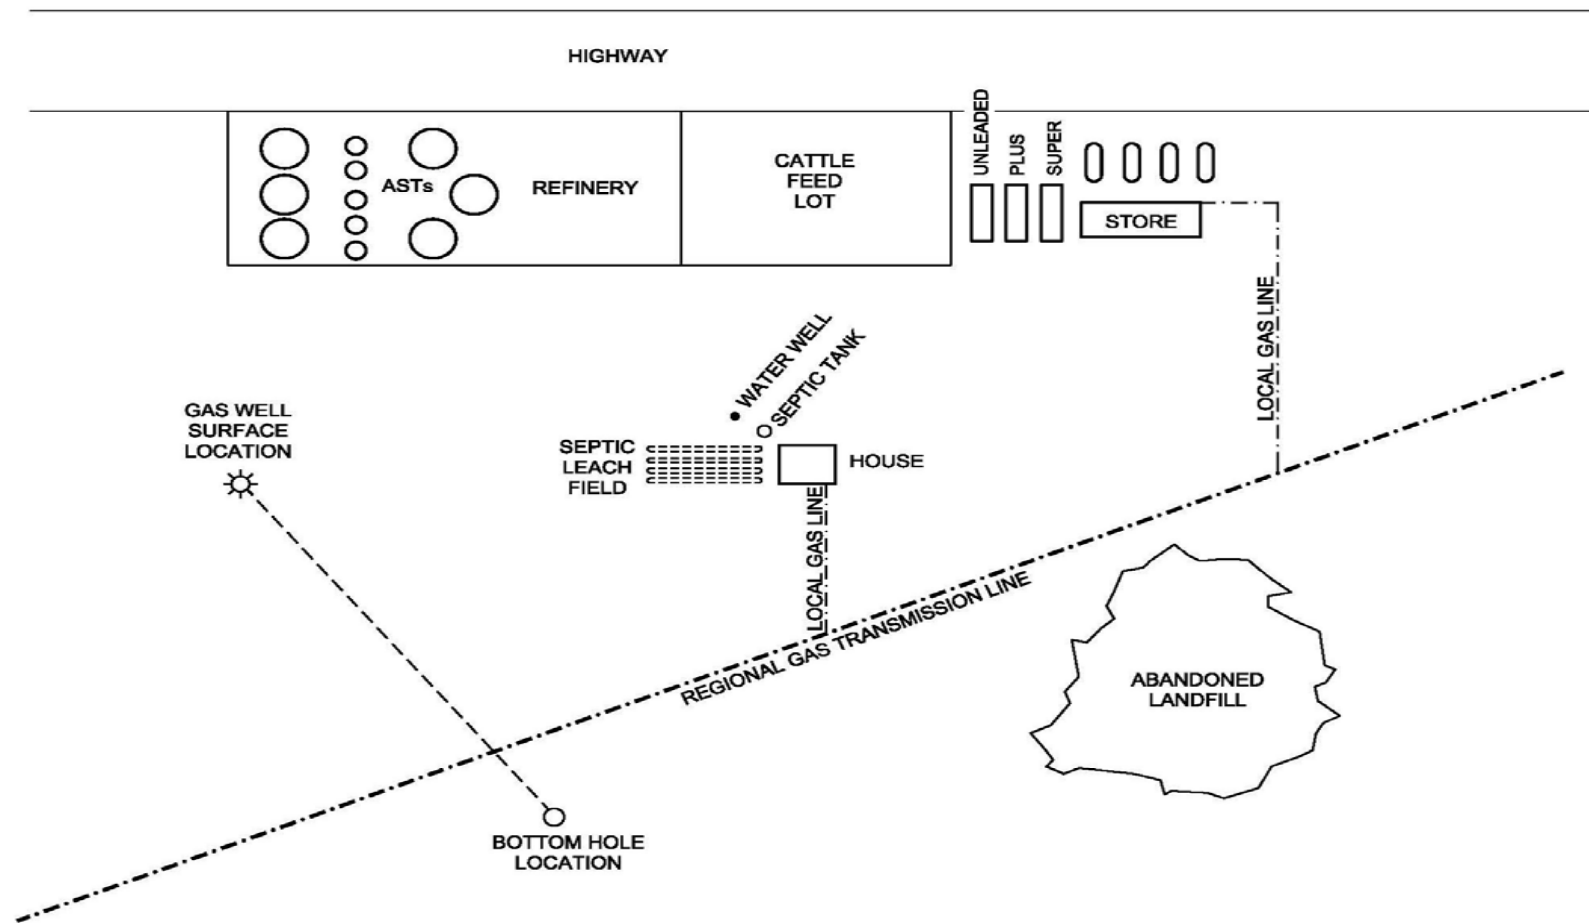 HIGHWAY
UNLEADED
PLUS
SUPER
ASTs
REFINERY
CATTLE
FEED
LOT
STORE
LOCAL GAS LINE
WATER WELL
SEPTIC TANK
GAS WELL
SURFACE
LOCATION
SEPTIC
LEACH
FIELD
HOUSE
LOCAL GAS LINE
REGIONAL GAS TRANSMISSION LINE
ABANDONED
LANDFILL
BOTTOM HOLE
LOCATION